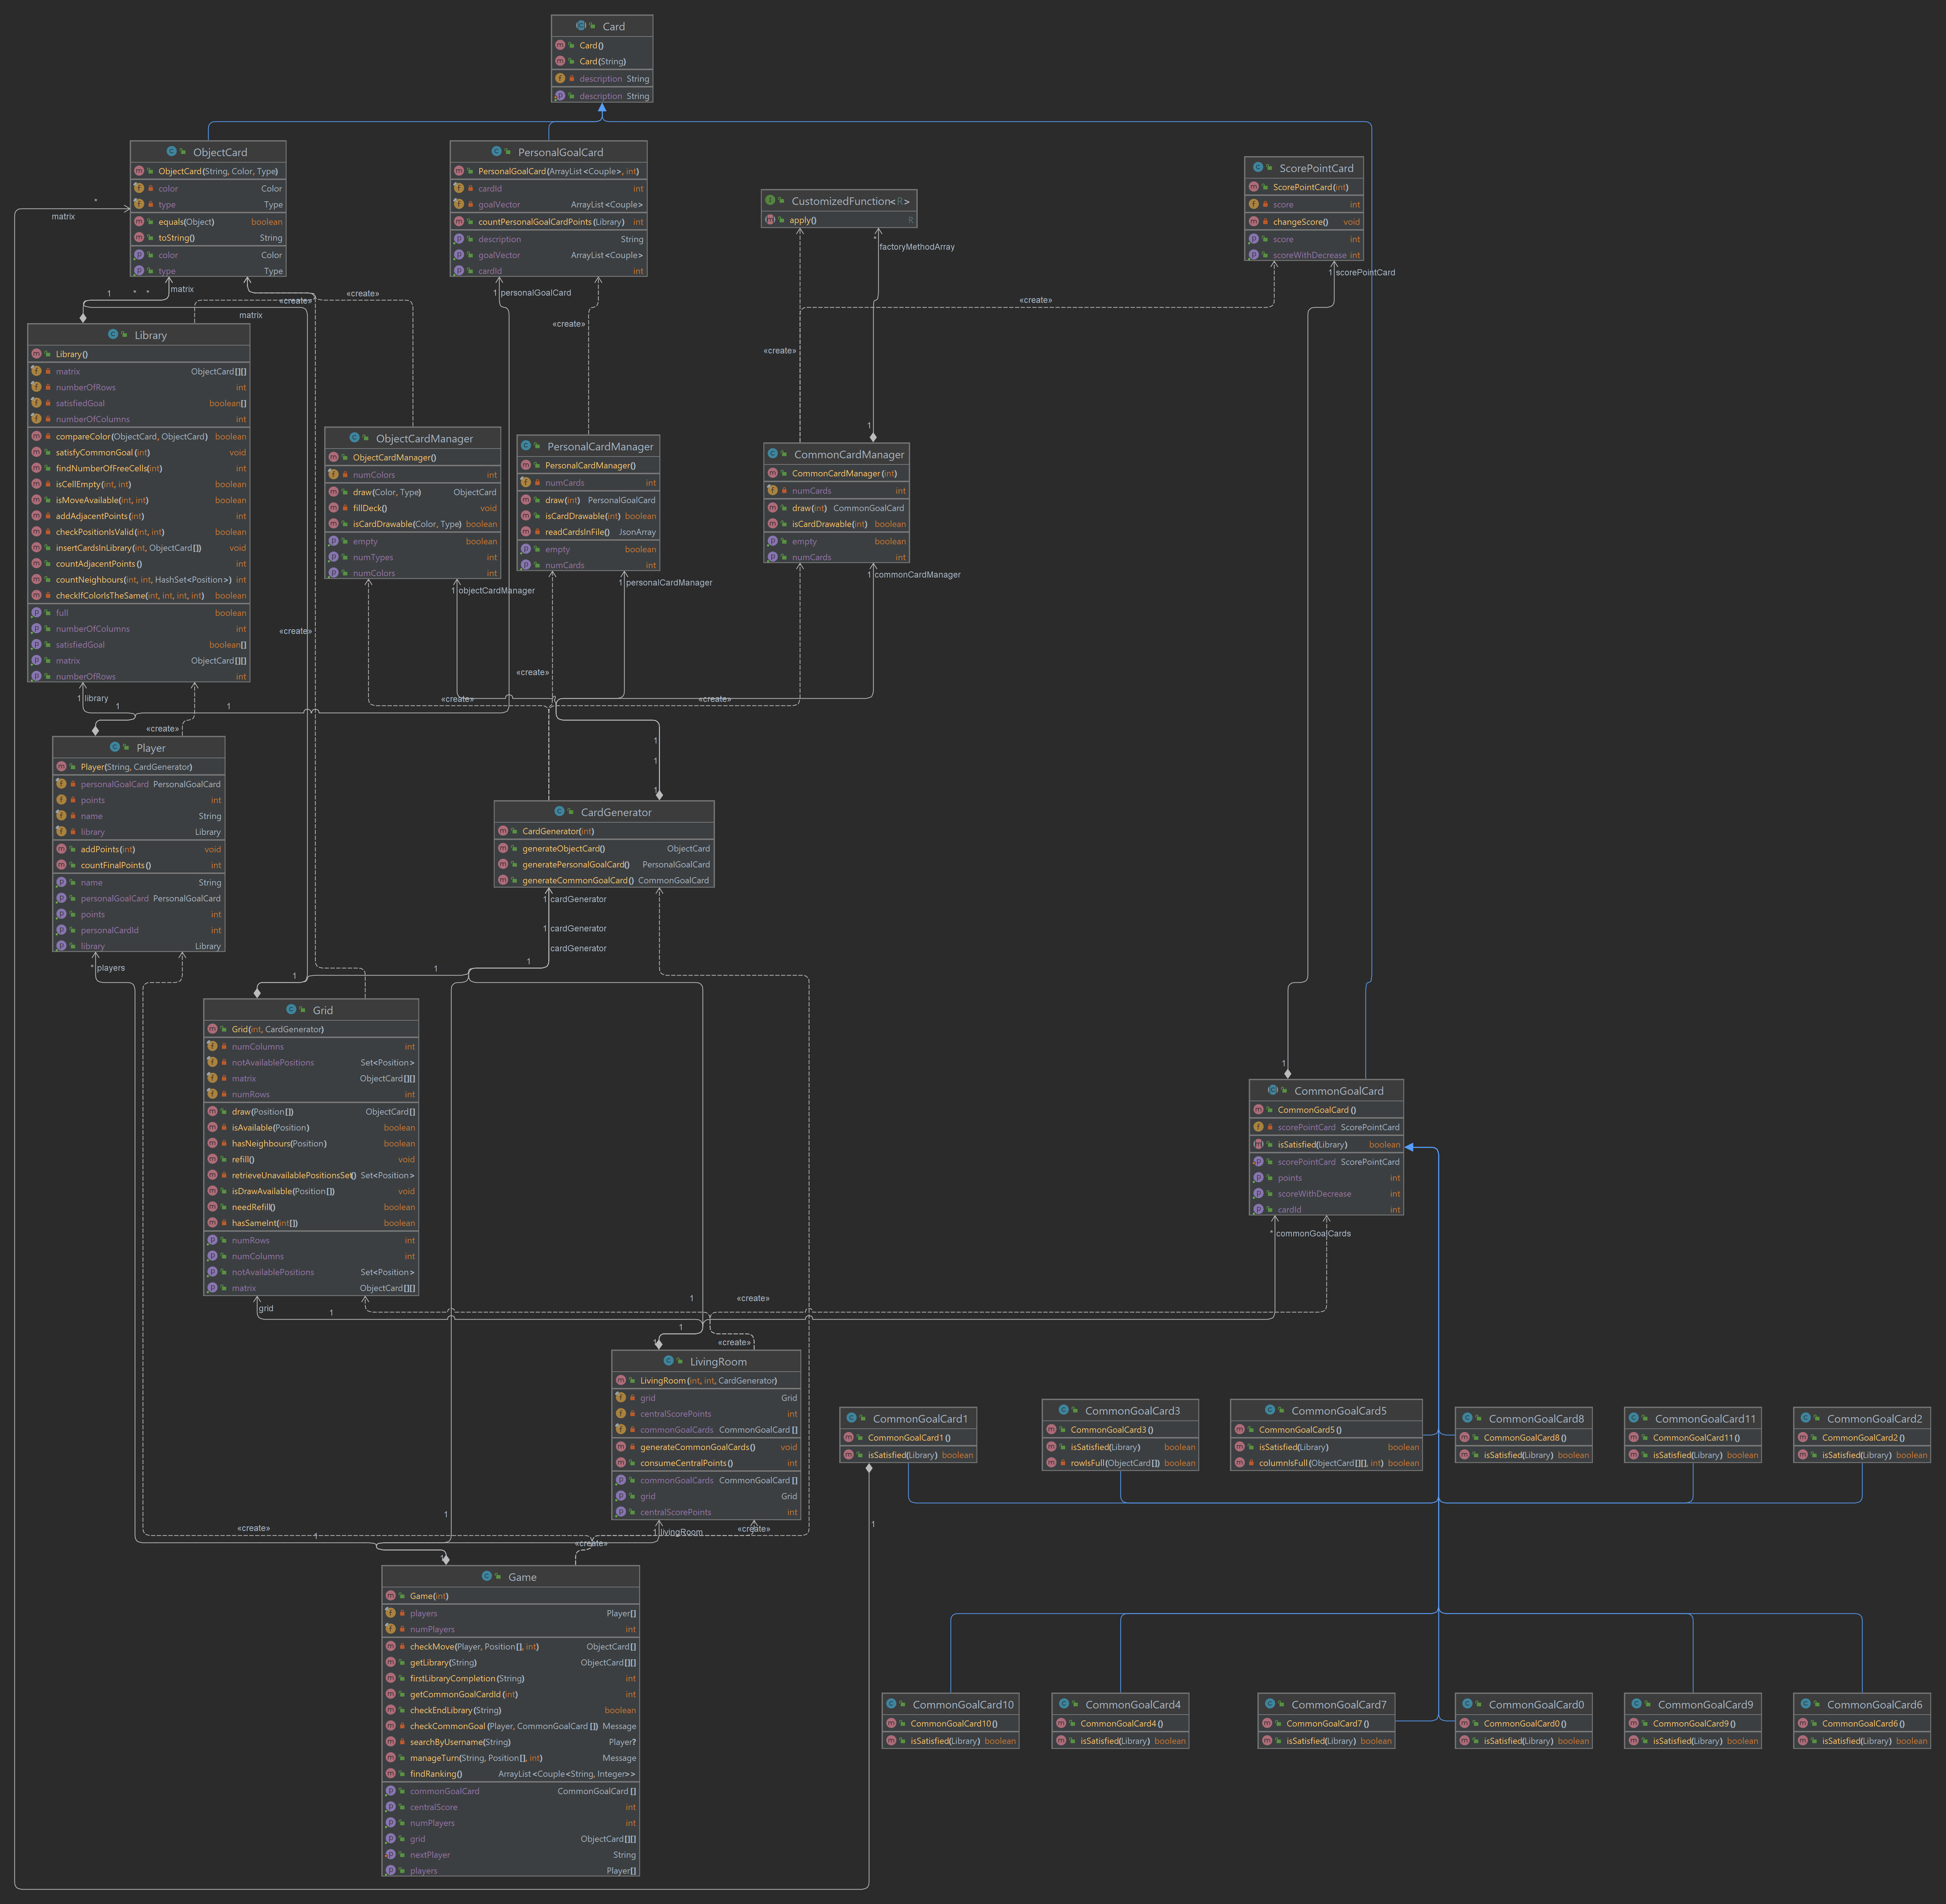 Card
Card()
Card(String)
description String
description String
ObjectCard
ObjectCard(String, Color, Type)
color Color
type Type
equals(Object) boolean
toString() String
color Color
type Type
PersonalGoalCard
PersonalGoalCard(ArrayList<Couple>, int)
cardId int
goalVector ArrayList<Couple>
countPersonalGoalCardPoints(Library) int
description String
goalVector ArrayList<Couple>
cardId int
CustomizedFunction<R>
apply() R
ScorePointCard
ScorePointCard(int)
score int
changeScore() void
score int
scoreWithDecrease int
*
matrix
*
factoryMethodArray
1 scorePointCard
1 * * matrix
«create»
«create»
matrix
1 personalGoalCard
«create»
«create»
«create»
Library
Library()
matrix ObjectCard[][]
numberOfRows int
satisfiedGoal boolean[]
numberOfColumns int
compareColor(ObjectCard, ObjectCard) boolean
satisfyCommonGoal(int) void
findNumberOfFreeCells(int) int
isCellEmpty(int, int) boolean
isMoveAvailable(int, int) boolean
addAdjacentPoints(int) int
checkPositionIsValid(int, int) boolean
insertCardsInLibrary(int, ObjectCard[]) void
countAdjacentPoints() int
countNeighbours(int, int, HashSet<Position>) int
checkIfColorIsTheSame(int, int, int, int) boolean
full boolean
numberOfColumns int
satisfiedGoal boolean[]
matrix ObjectCard[][]
numberOfRows int
ObjectCardManager
ObjectCardManager()
numColors int
draw(Color, Type) ObjectCard
fillDeck() void
isCardDrawable(Color, Type) boolean
empty boolean
numTypes int
numColors int
PersonalCardManager
PersonalCardManager()
numCards int
draw(int) PersonalGoalCard
isCardDrawable(int) boolean
readCardsInFile() JsonArray
empty boolean
numCards int
1
CommonCardManager
CommonCardManager(int)
numCards int
draw(int) CommonGoalCard
isCardDrawable(int) boolean
empty boolean
numCards int
1 objectCardManager
1 personalCardManager
1 commonCardManager
«create»
«create»
«create»
«create»
1 library
1
1
«create»
1
1
1
Player
Player(String, CardGenerator)
personalGoalCard PersonalGoalCard
points int
name String
library Library
addPoints(int) void
countFinalPoints() int
name String
personalGoalCard PersonalGoalCard
points int
personalCardId int
library Library
CardGenerator
CardGenerator(int)
generateObjectCard() ObjectCard
generatePersonalGoalCard() PersonalGoalCard
generateCommonGoalCard() CommonGoalCard
1 cardGenerator
1 cardGenerator
cardGenerator
* players
1
1
1
Grid
Grid(int, CardGenerator)
numColumns int
notAvailablePositions Set<Position>
matrix ObjectCard[][]
numRows int
draw(Position[]) ObjectCard[]
isAvailable(Position) boolean
hasNeighbours(Position) boolean
refill() void
retrieveUnavailablePositionsSet() Set<Position>
isDrawAvailable(Position[]) void
needRefill() boolean
hasSameInt(int[]) boolean
numRows int
numColumns int
notAvailablePositions Set<Position>
matrix ObjectCard[][]
1
CommonGoalCard
CommonGoalCard()
scorePointCard ScorePointCard
isSatisfied(Library) boolean
scorePointCard ScorePointCard
points int
scoreWithDecrease int
cardId int
* commonGoalCards
grid
1
1
«create»
1
«create»
1
LivingRoom
LivingRoom(int, int, CardGenerator)
grid Grid
centralScorePoints int
commonGoalCards CommonGoalCard[]
generateCommonGoalCards() void
consumeCentralPoints() int
commonGoalCards CommonGoalCard[]
grid Grid
centralScorePoints int
CommonGoalCard1
CommonGoalCard1()
isSatisfied(Library) boolean
CommonGoalCard3
CommonGoalCard3()
isSatisfied(Library) boolean
rowIsFull(ObjectCard[]) boolean
CommonGoalCard5
CommonGoalCard5()
isSatisfied(Library) boolean
columnIsFull(ObjectCard[][], int) boolean
CommonGoalCard8
CommonGoalCard8()
isSatisfied(Library) boolean
CommonGoalCard11
CommonGoalCard11()
isSatisfied(Library) boolean
CommonGoalCard2
CommonGoalCard2()
isSatisfied(Library) boolean
1
1
«create»
1
1 livingRoom
«create»
«create»
Game
Game(int)
players Player[]
numPlayers int
checkMove(Player, Position[], int) ObjectCard[]
getLibrary(String) ObjectCard[][]
firstLibraryCompletion(String) int
getCommonGoalCardId(int) int
checkEndLibrary(String) boolean
checkCommonGoal(Player, CommonGoalCard[]) Message
searchByUsername(String) Player?
manageTurn(String, Position[], int) Message
findRanking() ArrayList<Couple<String, Integer>>
commonGoalCard CommonGoalCard[]
centralScore int
numPlayers int
grid ObjectCard[][]
nextPlayer String
players Player[]
CommonGoalCard10
CommonGoalCard10()
isSatisfied(Library) boolean
CommonGoalCard4
CommonGoalCard4()
isSatisfied(Library) boolean
CommonGoalCard7
CommonGoalCard7()
isSatisfied(Library) boolean
CommonGoalCard0
CommonGoalCard0()
isSatisfied(Library) boolean
CommonGoalCard9
CommonGoalCard9()
isSatisfied(Library) boolean
CommonGoalCard6
CommonGoalCard6()
isSatisfied(Library) boolean